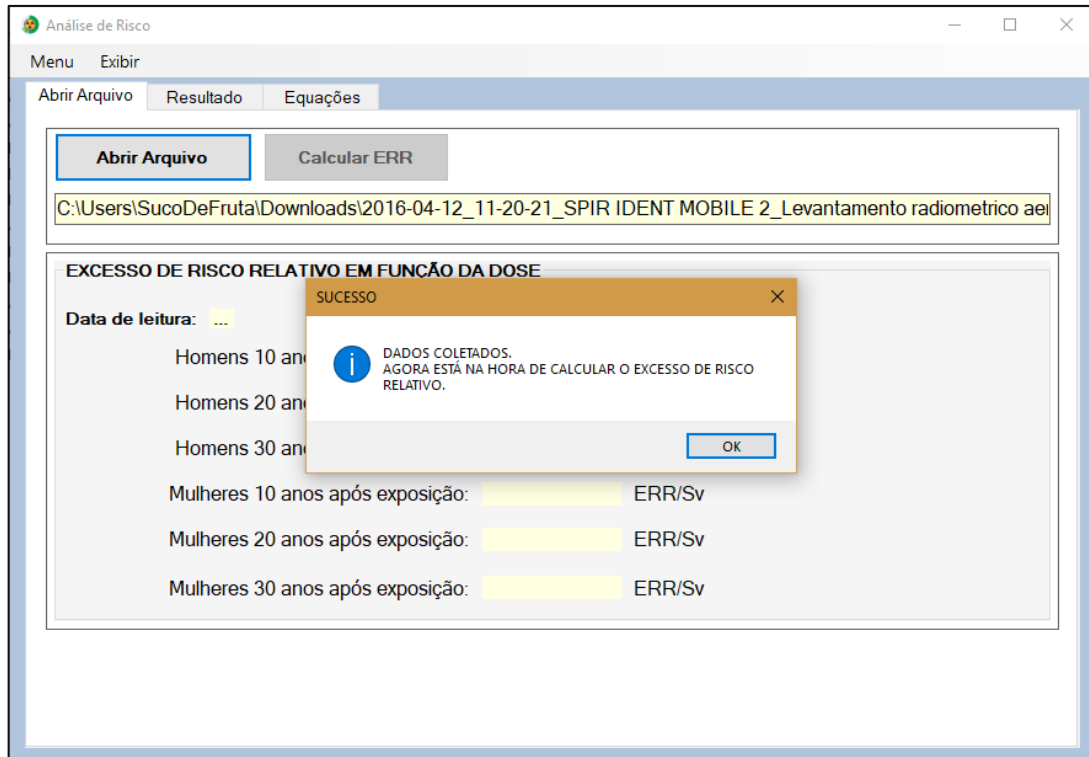 Análise de Risco
Menu Exibir
Abrir Arquivo Resultado Equações
Abrir Arquivo Calcular ERR
C:\Users\SucoDeFruta\Downloads\2016-04-12_11-20-21_SPIR IDENT MOBILE 2_Levantamento radiometrico
EXCESSO DE RISCO RELATIVO EM FUNÇÃO DA DOSE
SUCESSO
Data de leitura: ...
DADOS COLETADOS.
AGORA ESTÁ NA HORA DE CALCULAR O EXCESSO DE RISCO
RELATIVO.
OK
Homens 10
Homens 20
Homens 30
Mulheres 10 anos após exposição: ERR/Sv
Mulheres 20 anos após exposição: ERR/Sv
Mulheres 30 anos após exposição: ERR/Sv